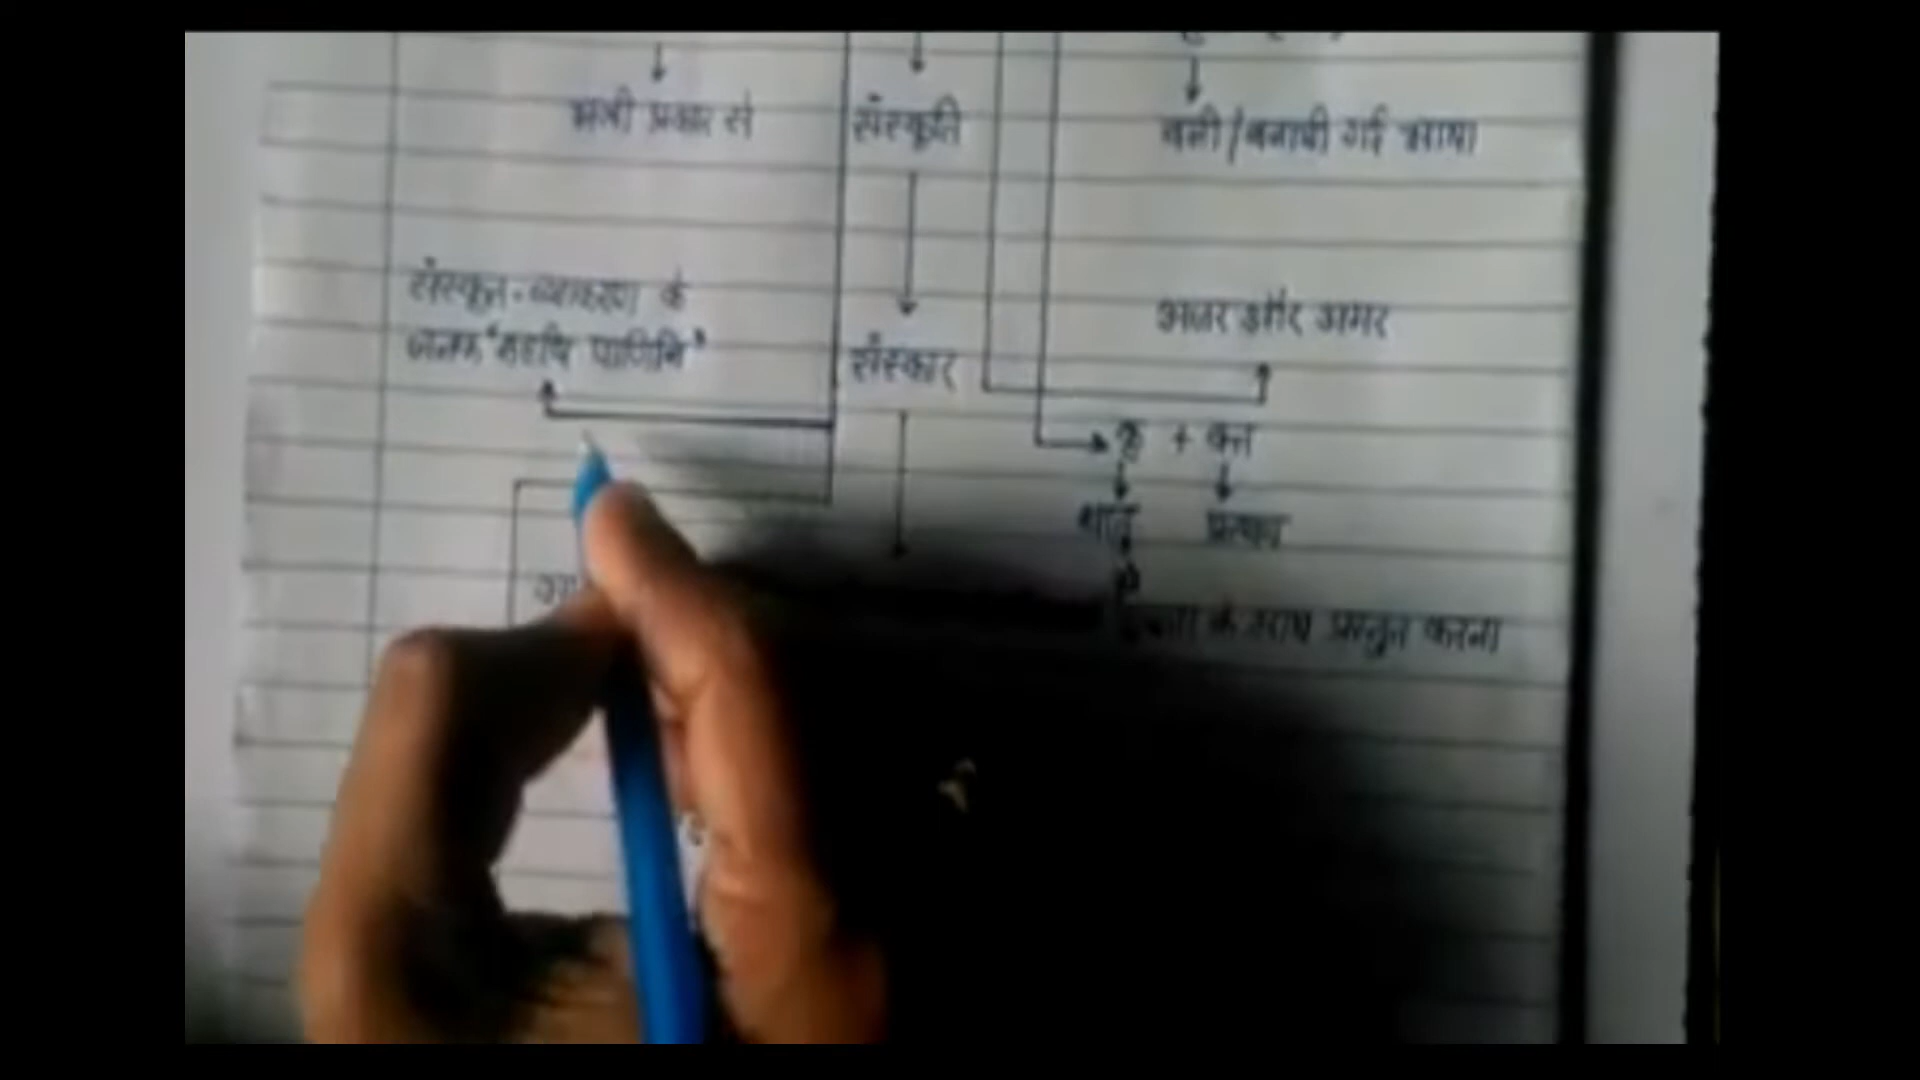 भली प्रकार से
संस्कृति
बनी/बनायी गई भाषा
संस्कृत-व्याकरण के
जनक 'महर्षि पाणिनि'
संस्कार
अजर और अमर
कृ + क्त
धातु प्रत्यय
के साथ प्रस्तुत करना